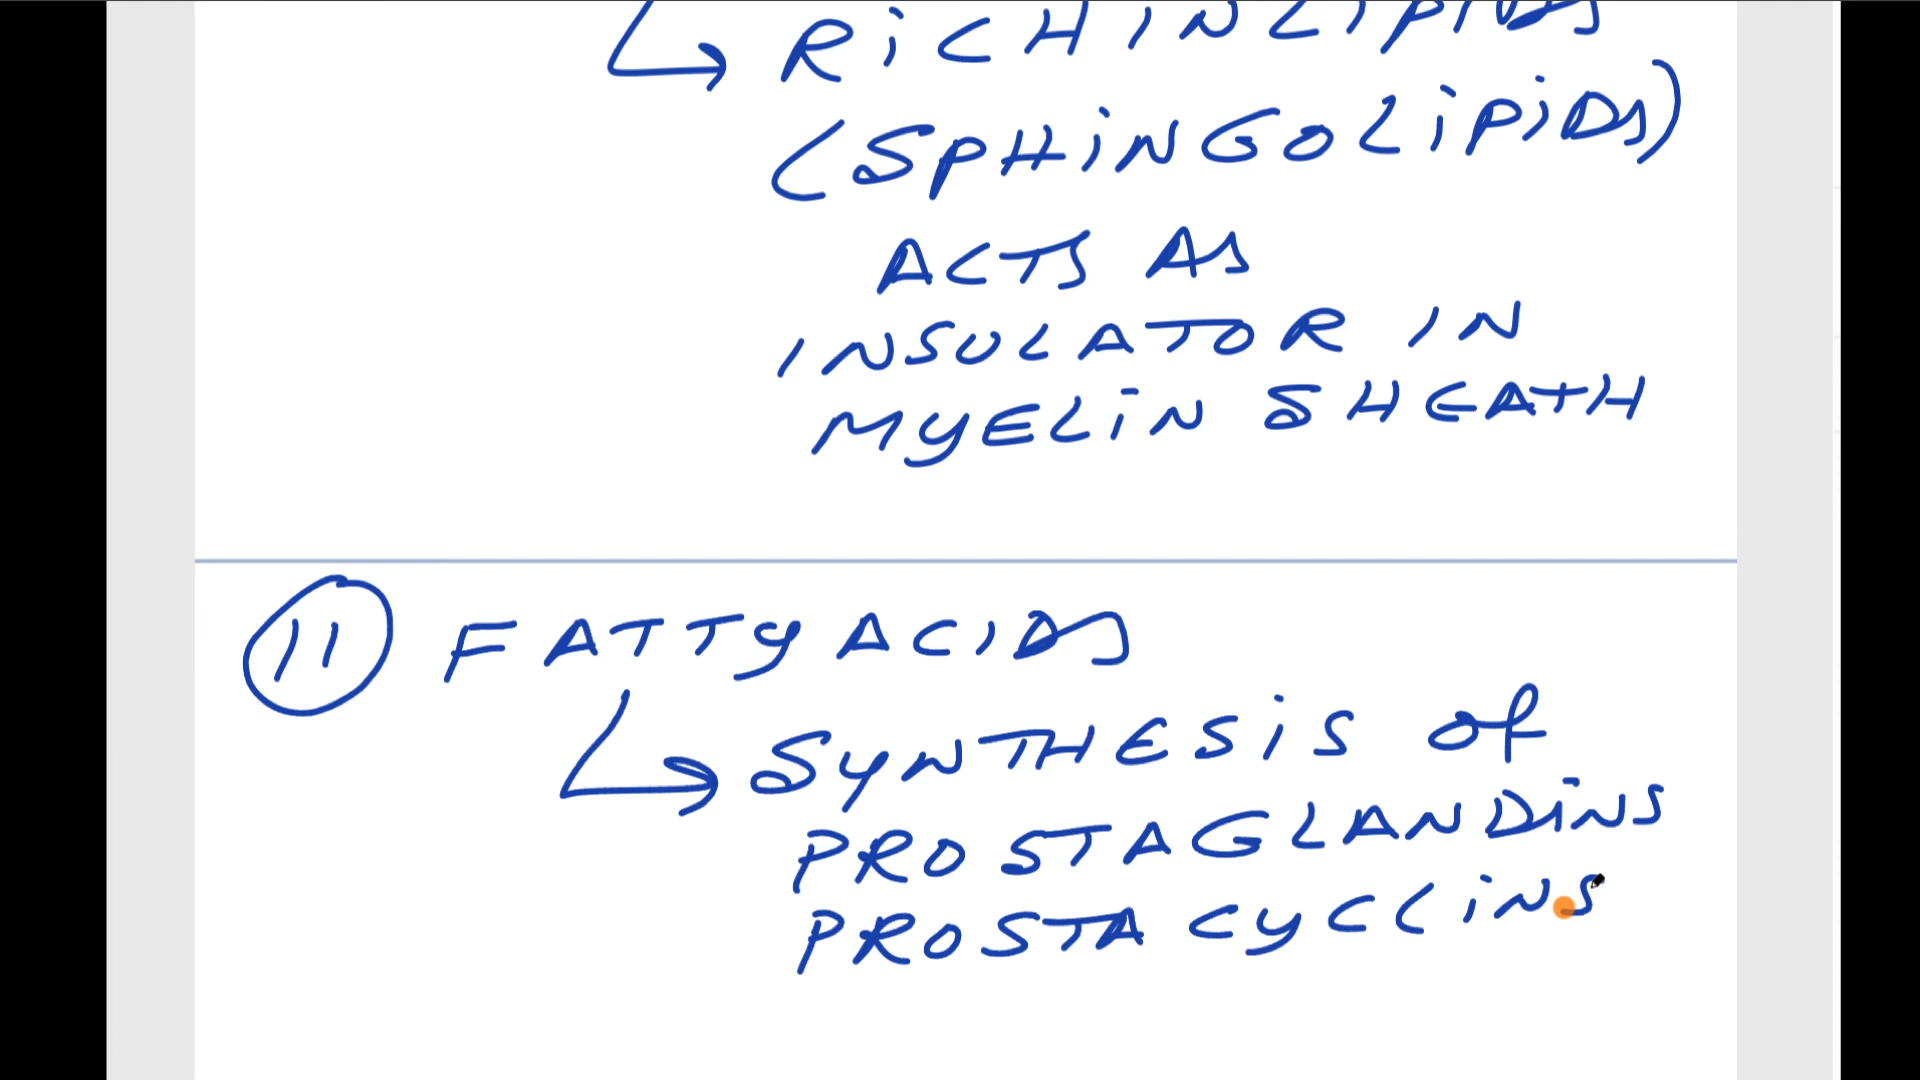 RICH IN LIPIDS
(SPHINGOLIPIDS)
ACTS AS
INSULATOR IN
MYELIN SHEATH
11 FATTY ACIDS
SYNTHESIS OF
PROSTAGLANDINS
PROSTACYCLINS